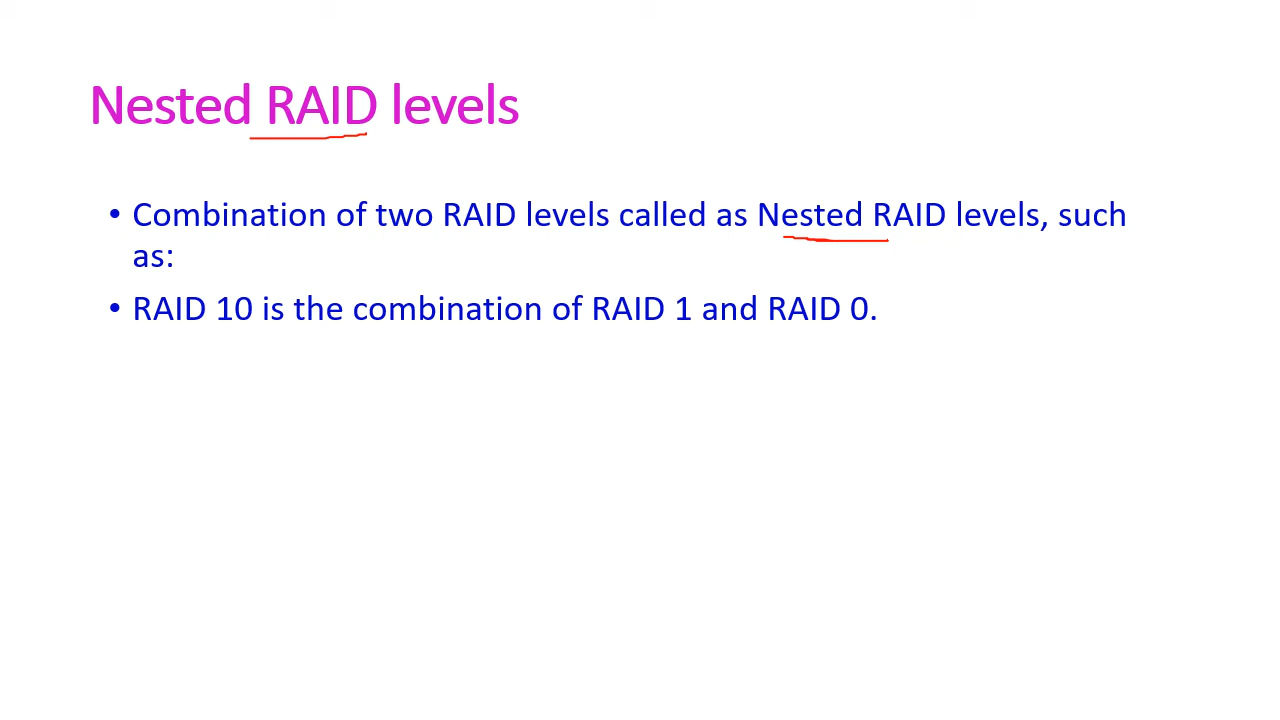 Nested RAID levels
• Combination of two RAID levels called as Nested RAID levels, such
as:
• RAID 10 is the combination of RAID 1 and RAID 0.